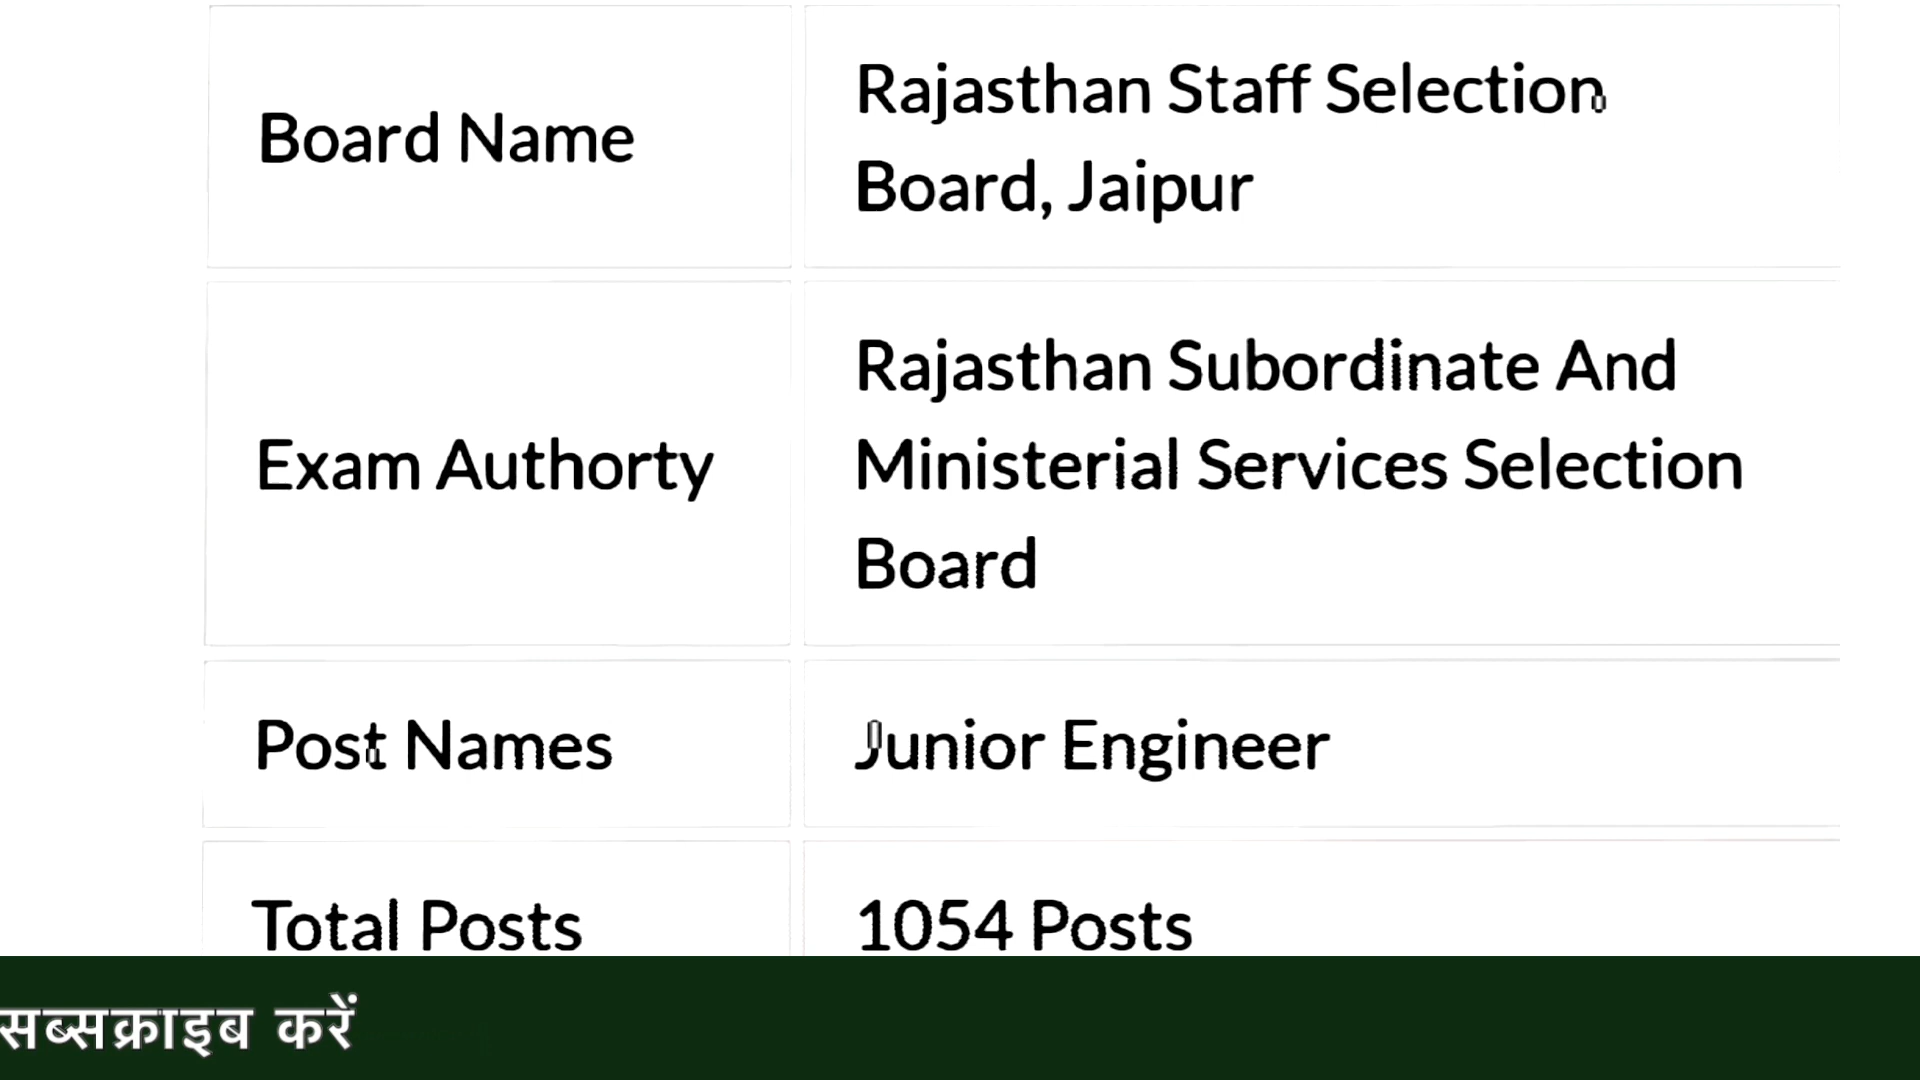 Board Name
Rajasthan Staff Selection
Board, Jaipur
Exam Authorty
Rajasthan Subordinate And
Ministerial Services Selection
Board
Post Names
Junior Engineer
Total Posts
1054 Posts
सब्सक्राइब करें